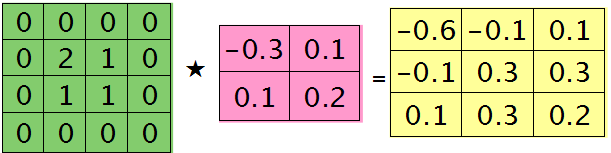 0 0 0 0
0 2 1 0
0 1 1 0
0 0 0 0
★
-0.3 0.1
0.1 0.2
=
-0.6 -0.1 0.1
-0.1 0.3 0.3
0.1 0.3 0.2